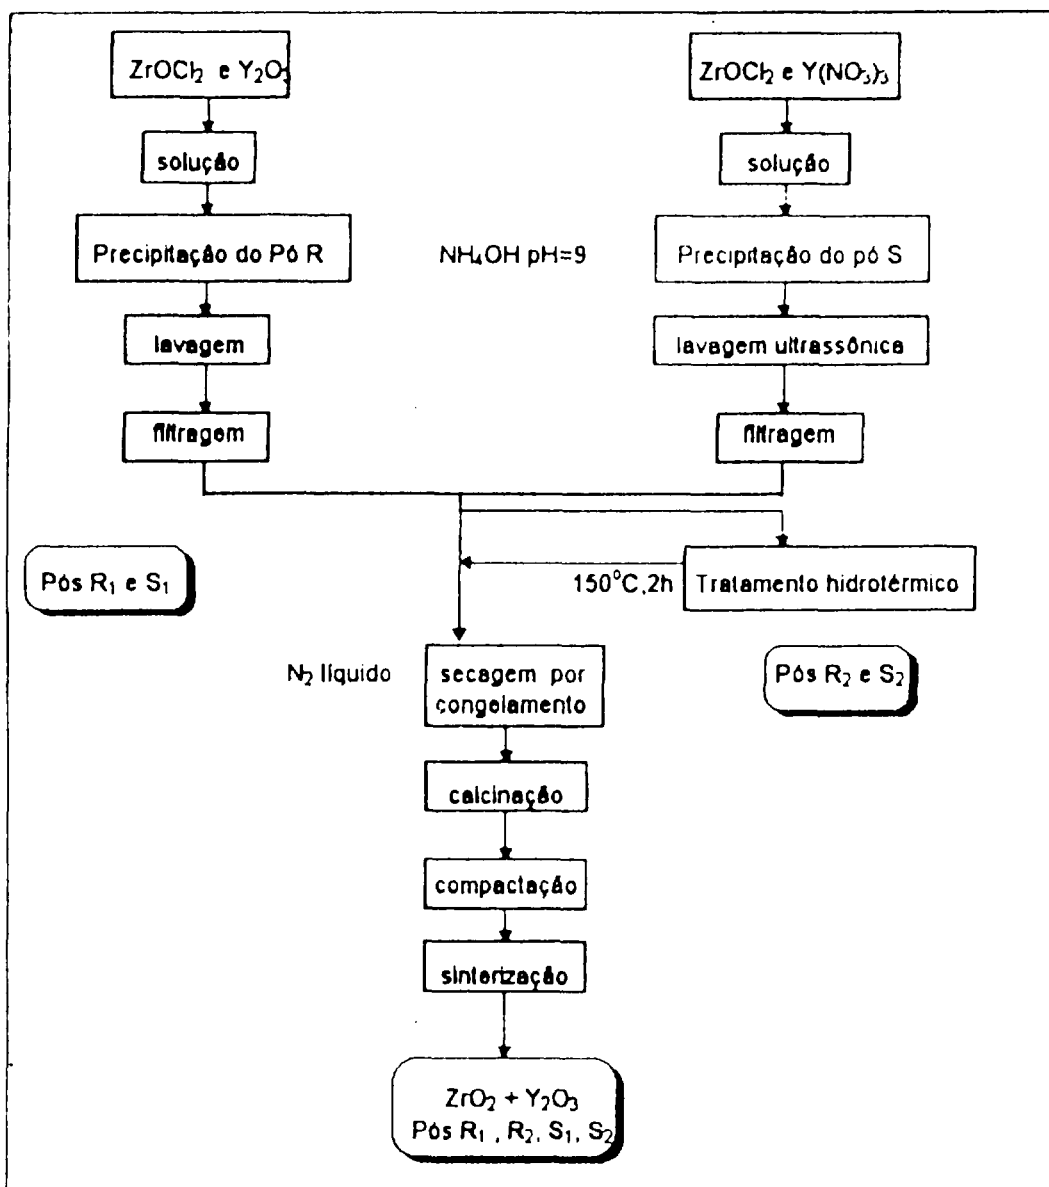 ZrOCl₂ e Y₂O₃
ZrOCl₂ e Y(NO₃)₃
solução
solução
Precipitação do Pó R
NH₄OH pH=9
Precipitação do pó S
lavagem
lavagem ultrassônica
filtragem
filtragem
Pós R₁ e S₁
150°C,2h
Tratamento hidrotérmico
N₂ líquido
secagem por
congelamento
Pós R₂ e S₂
calcinação
compactação
sinterização
ZrO₂ + Y₂O₃
Pós R₁ , R₂, S₁, S₂